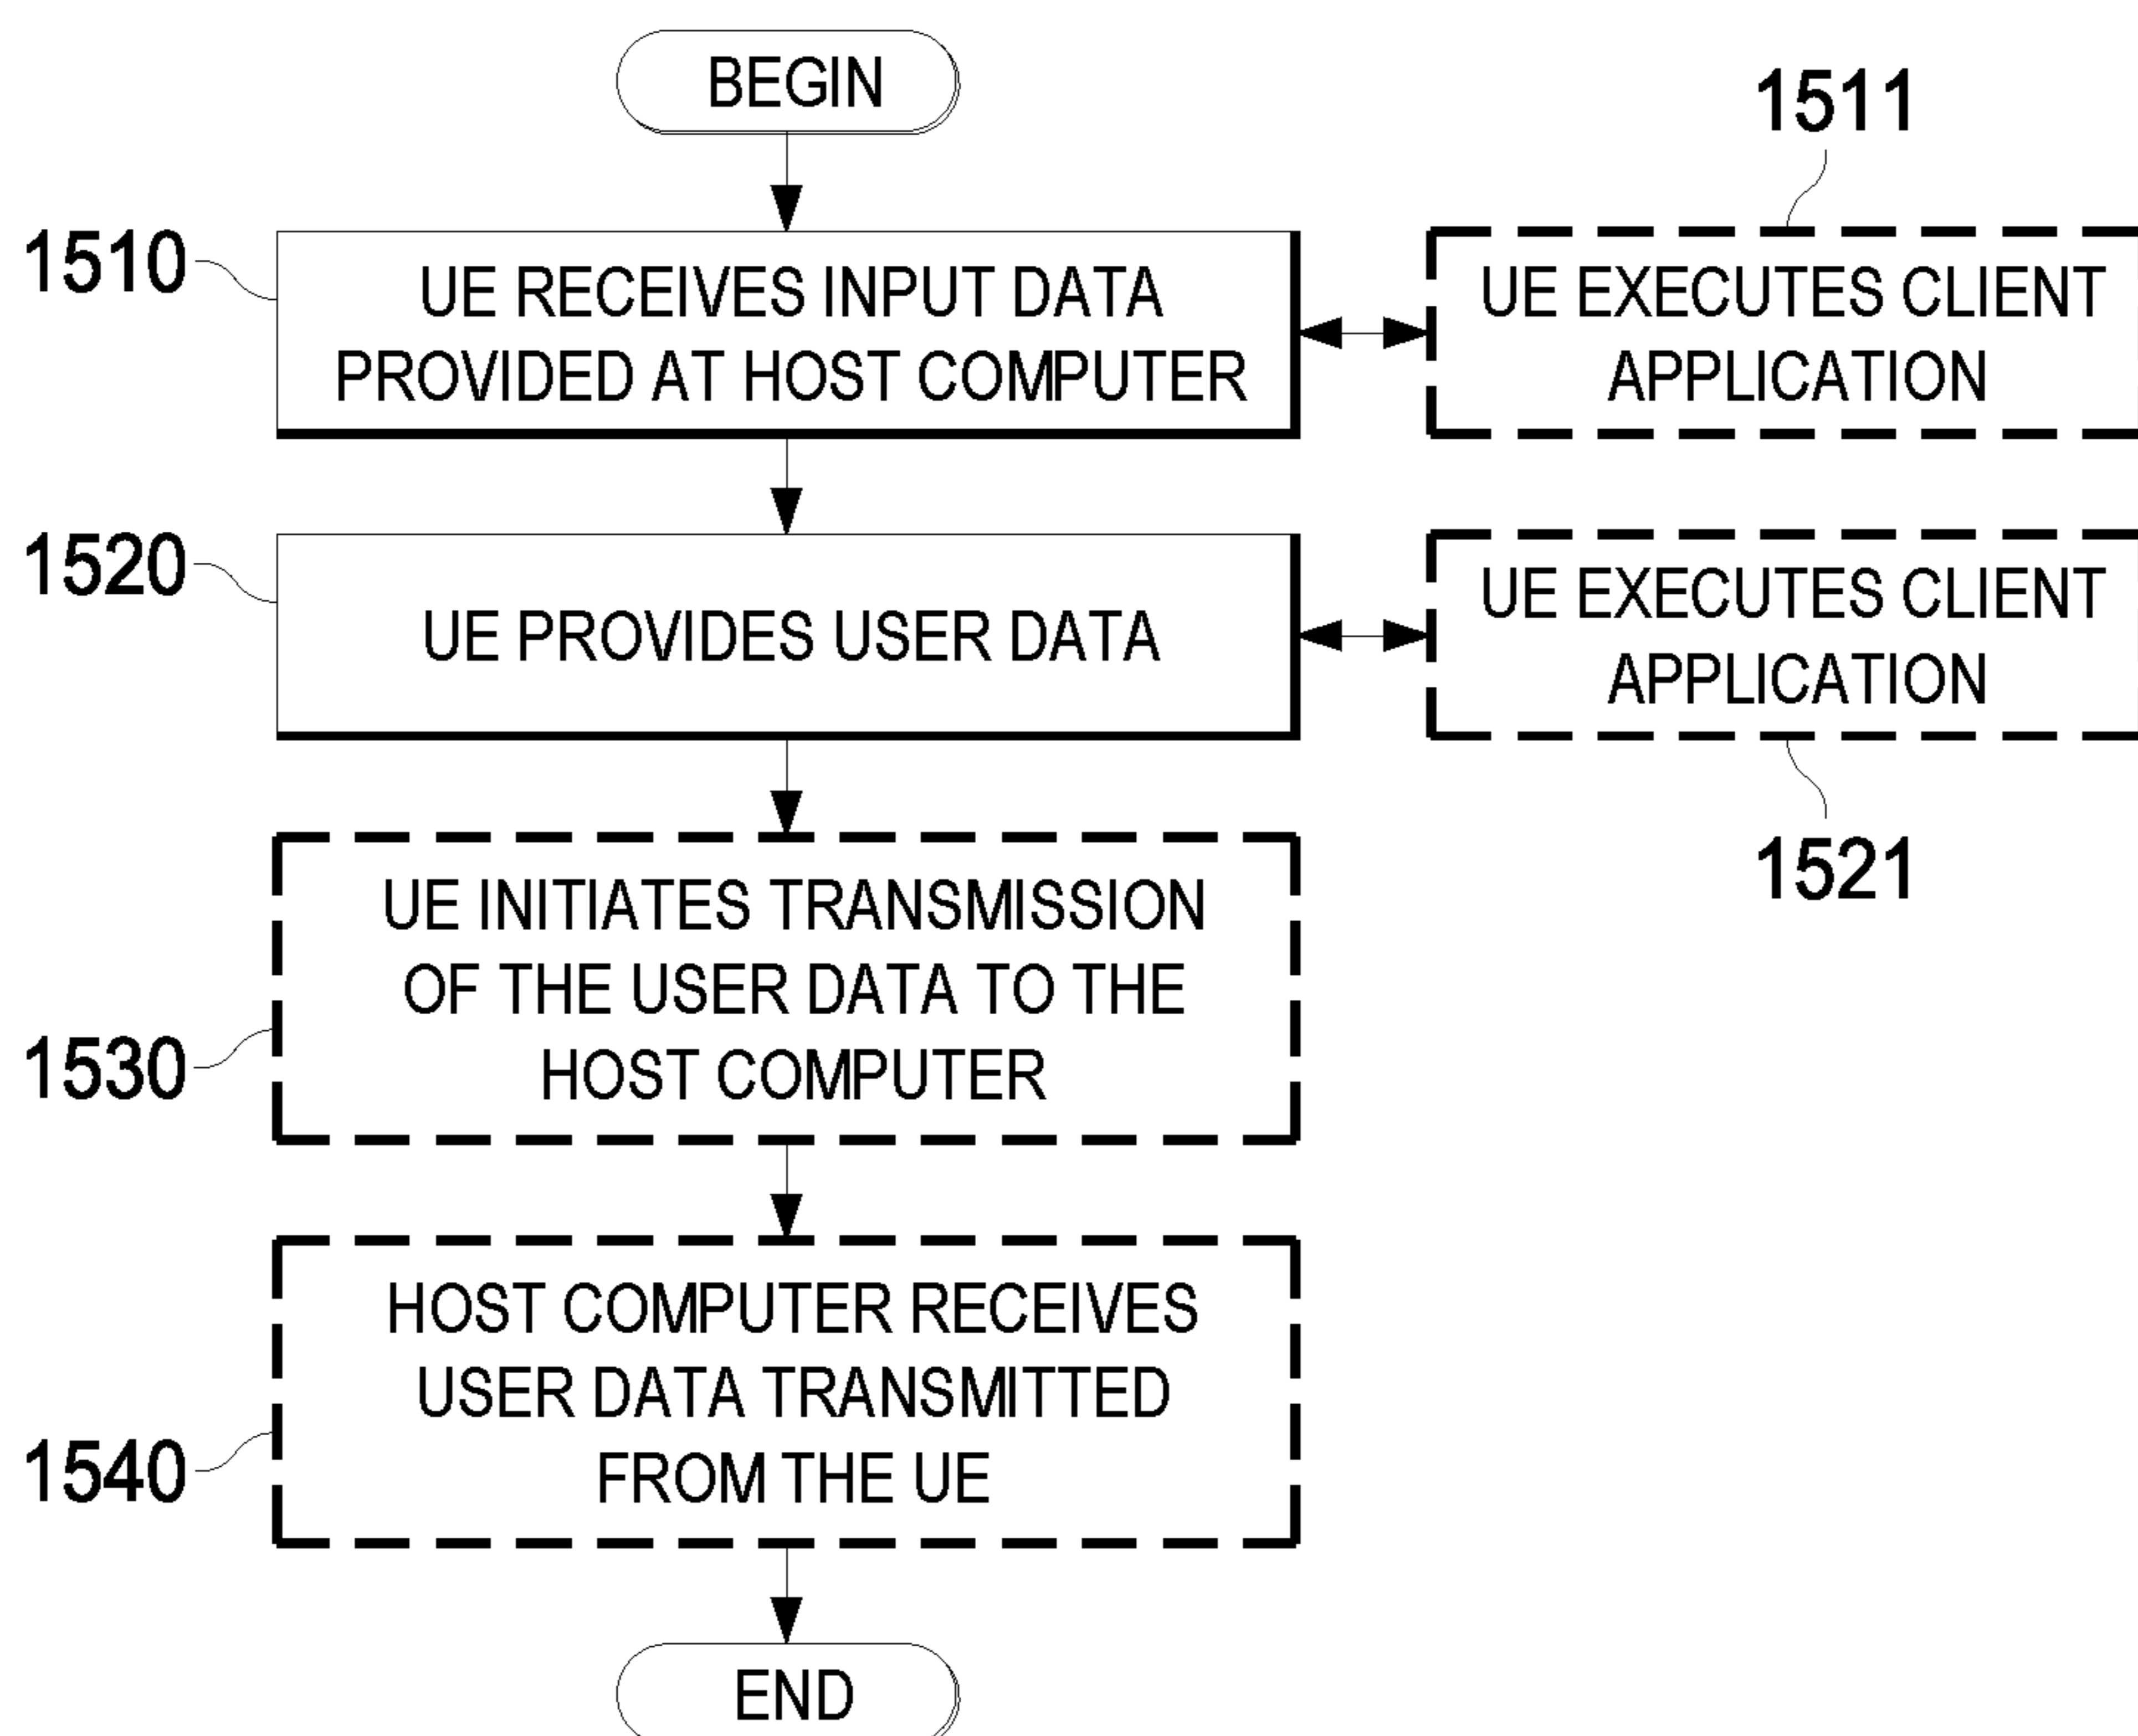 BEGIN
1511
1510
UE RECEIVES INPUT DATA
PROVIDED AT HOST COMPUTER
UE EXECUTES CLIENT
APPLICATION
1520
UE PROVIDES USER DATA
UE EXECUTES CLIENT
APPLICATION
1521
UE INITIATES TRANSMISSION
OF THE USER DATA TO THE
HOST COMPUTER
1530
HOST COMPUTER RECEIVES
USER DATA TRANSMITTED
FROM THE UE
1540
END